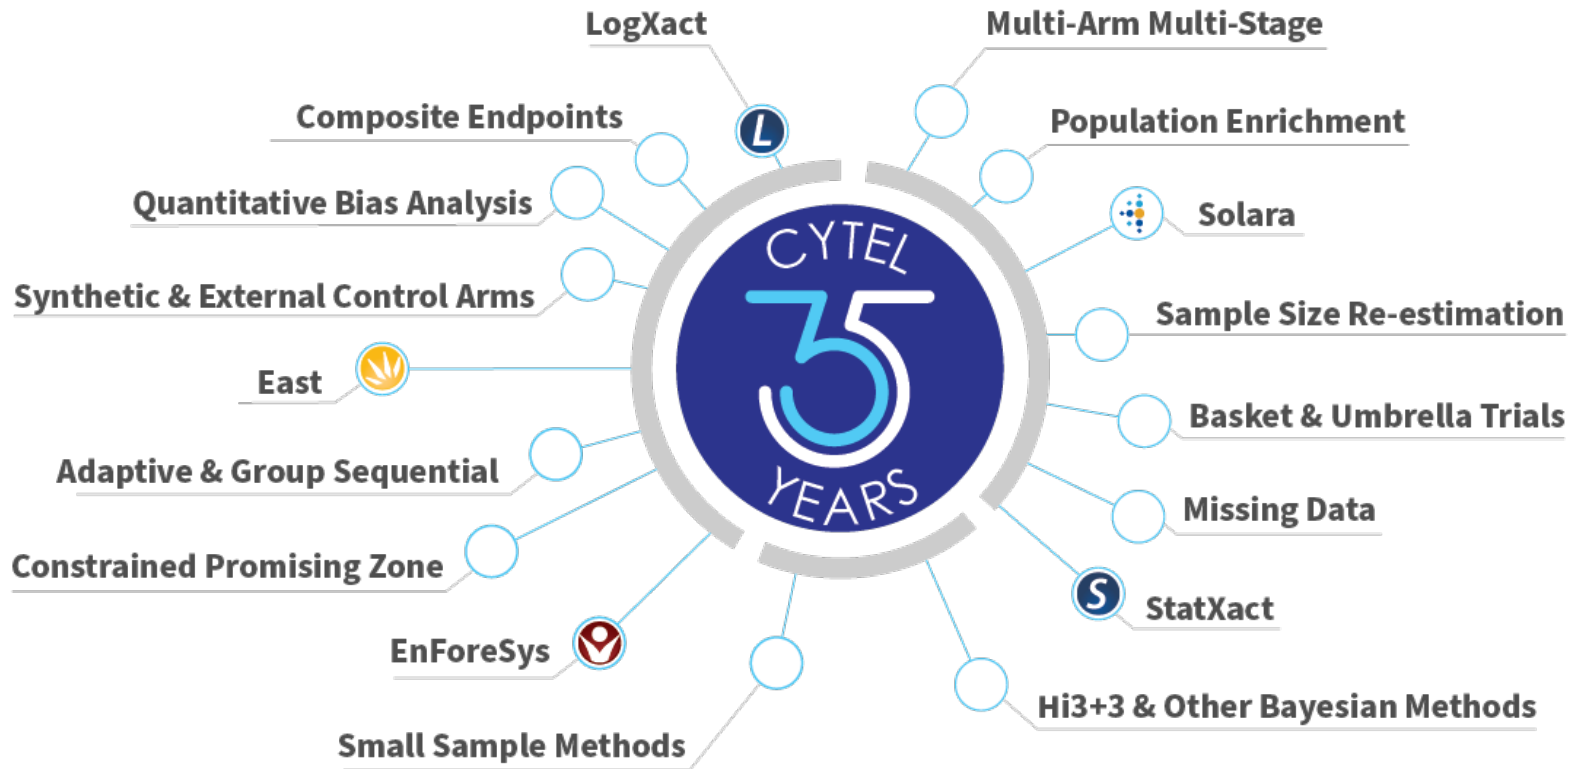 LogXact
Multi-Arm Multi-Stage
Composite Endpoints
Population Enrichment
Quantitative Bias Analysis
Solara
Synthetic & External Control Arms
Sample Size Re-estimation
East
Basket & Umbrella Trials
Adaptive & Group Sequential
Missing Data
Constrained Promising Zone
StatXact
EnForeSys
Hi3+3 & Other Bayesian Methods
Small Sample Methods
L
S
CYTEL
35
YEARS